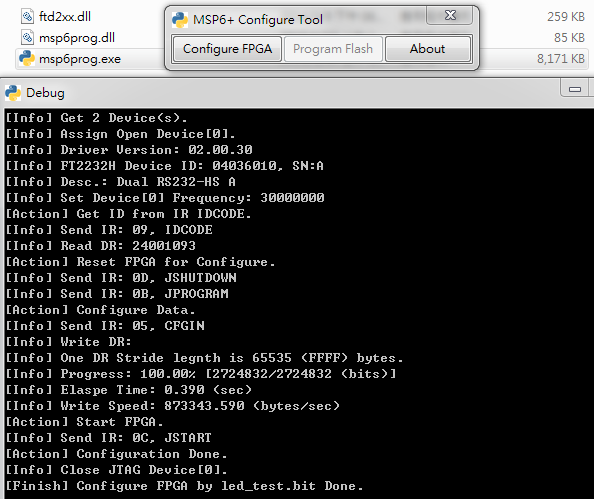 ftd2xx.dll 259 KB
msp6prog.dll 85 KB
msp6prog.exe 8,171 KB
MSP6+ Configure Tool
Configure FPGA Program Flash About
Debug
[Info] Get 2 Device(s).
[Info] Assign Open Device[0].
[Info] Driver Version: 02.00.30
[Info] FT2232H Device ID: 04036010, SN:A
[Info] Desc.: Dual RS232-HS A
[Info] Set Device[0] Frequency: 30000000
[Action] Get ID from IR IDCODE.
[Info] Send IR: 09, IDCODE
[Info] Read DR: 24001093
[Action] Reset FPGA for Configure.
[Info] Send IR: 0D, JSHUTDOWN
[Info] Send IR: 0B, JPROGRAM
[Action] Configure Data.
[Info] Send IR: 05, CFGIN
[Info] Write DR:
[Info] One DR Stride legnth is 65535 (FFFF) bytes.
[Info] Progress: 100.00% [2724832/2724832 (bits)]
[Info] Elaspe Time: 0.390 (sec)
[Info] Write Speed: 873343.590 (bytes/sec)
[Action] Start FPGA.
[Info] Send IR: 0C, JSTART
[Action] Configuration Done.
[Info] Close JTAG Device[0].
[Finish] Configure FPGA by led_test.bit Done.